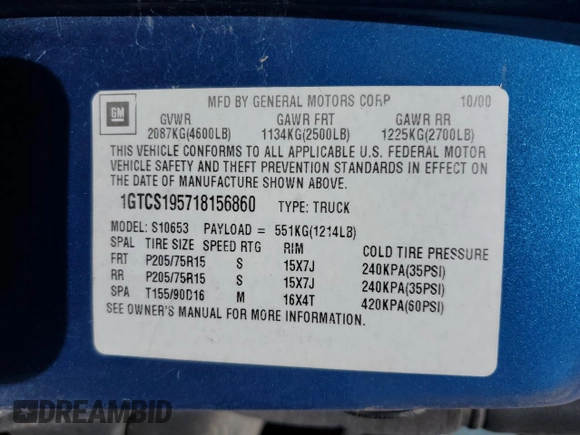 MFD BY GENERAL MOTORS CORP 10/00
GM
GVWR GAWR FRT GAWR RR
2087KG(4600LB) 1134KG(2500LB) 1225KG(2700LB)
THIS VEHICLE CONFORMS TO ALL APPLICABLE U.S. FEDERAL MOTOR
VEHICLE SAFETY AND THEFT PREVENTION STANDARDS IN EFFECT ON
THE DATE OF MANUFACTURE SHOWN ABOVE.
1GTCS195718156860 TYPE: TRUCK
MODEL: S10653 PAYLOAD = 551KG(1214LB)
SPAL TIRE SIZE SPEED RTG RIM COLD TIRE PRESSURE
FRT P205/75R15 S 15X7J 240KPA(35PSI)
RR P205/75R15 S 15X7J 240KPA(35PSI)
SPA T155/90D16 M 16X4T 420KPA(60PSI)
SEE OWNER'S MANUAL FOR MORE INFORMATION.
DREAMBID